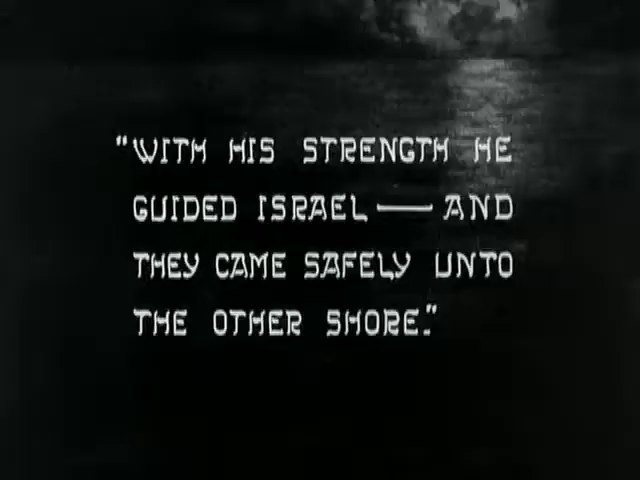 "WITH HIS STRENGTH HE
GUIDED ISRAEL — AND
THEY CAME SAFELY UNTO
THE OTHER SHORE."